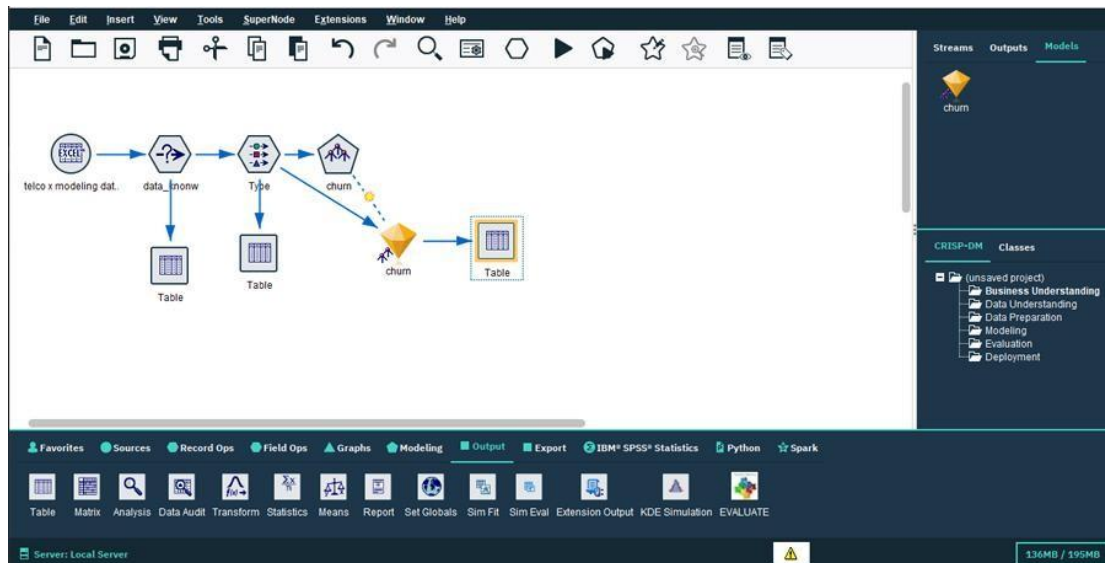 File Edit Insert View Tools SuperNode Extensions Window Help
Streams Outputs Models
churn
EXCEL
telco x modeling dat..
data_knonw
Type
churn
churn
Table
Table
Table
CRISP-DM Classes
(unsaved project)
Business Understanding
Data Understanding
Data Preparation
Modeling
Evaluation
Deployment
Favorites Sources Record Ops Field Ops Graphs Modeling Output Export IBM® SPSS® Statistics Python Spark
Table Matrix Analysis Data Audit Transform Statistics Means Report Set Globals Sim Fit Sim Eval Extension Output KDE Simulation EVALUATE
Server: Local Server
136MB / 195MB